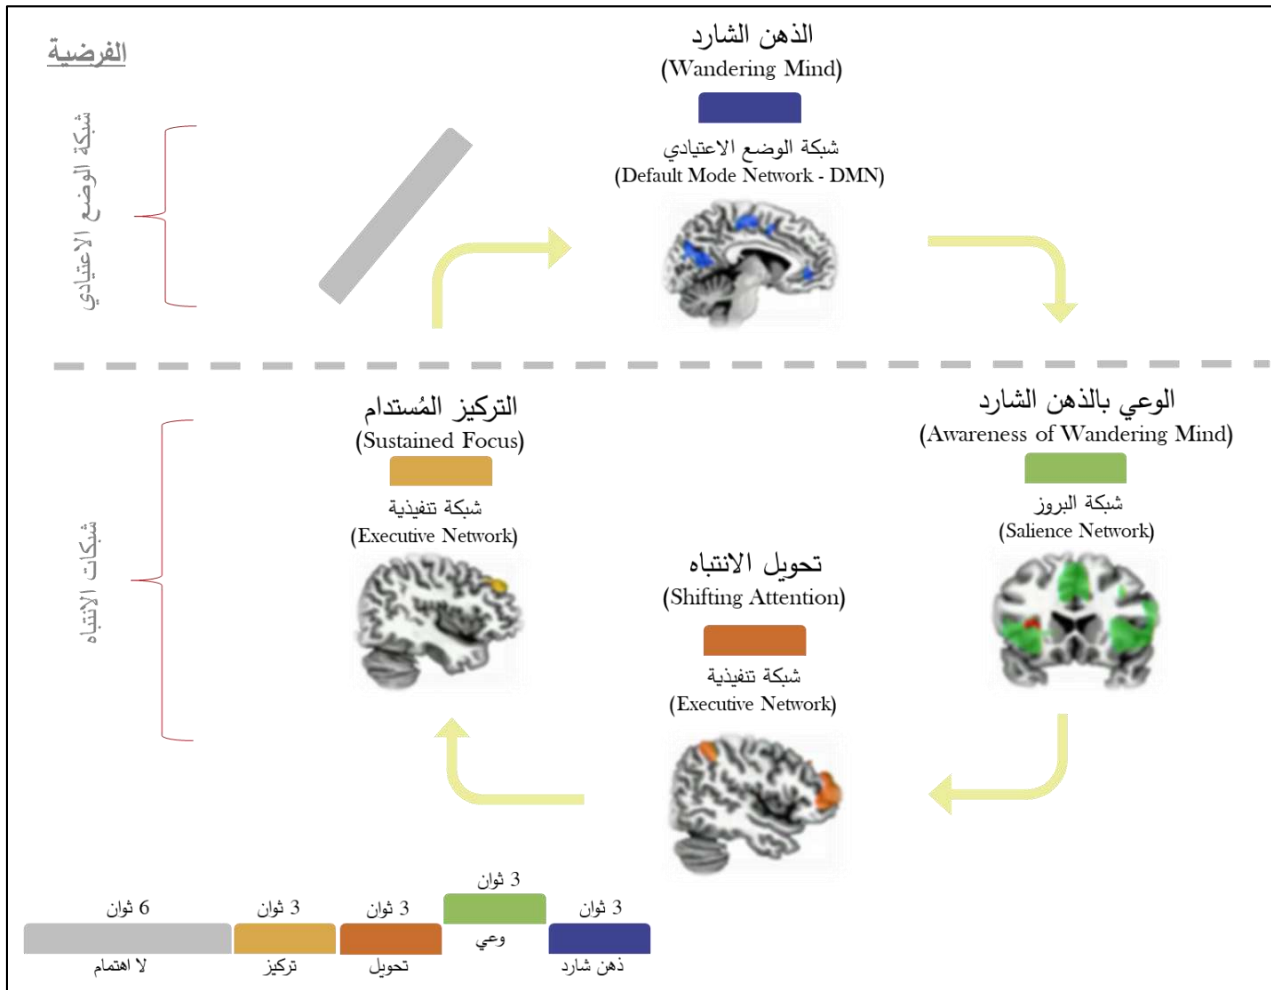 الفرضية
الذهن الشارد
(Wandering Mind)
شبكة الوضع الاعتيادي
(Default Mode Network - DMN)
شبكة الوضع الاعتيادي
الوعي بالذهن الشارد
(Awareness of Wandering Mind)
شبكة البروز
(Salience Network)
تحويل الانتباه
(Shifting Attention)
شبكة تنفيذية
(Executive Network)
التركيز المُستدام
(Sustained Focus)
شبكة تنفيذية
(Executive Network)
شبكات الانتباه
3 ثوان
ذهن شارد
3 ثوان
وعي
3 ثوان
تحويل
3 ثوان
تركيز
6 ثوان
لا اهتمام